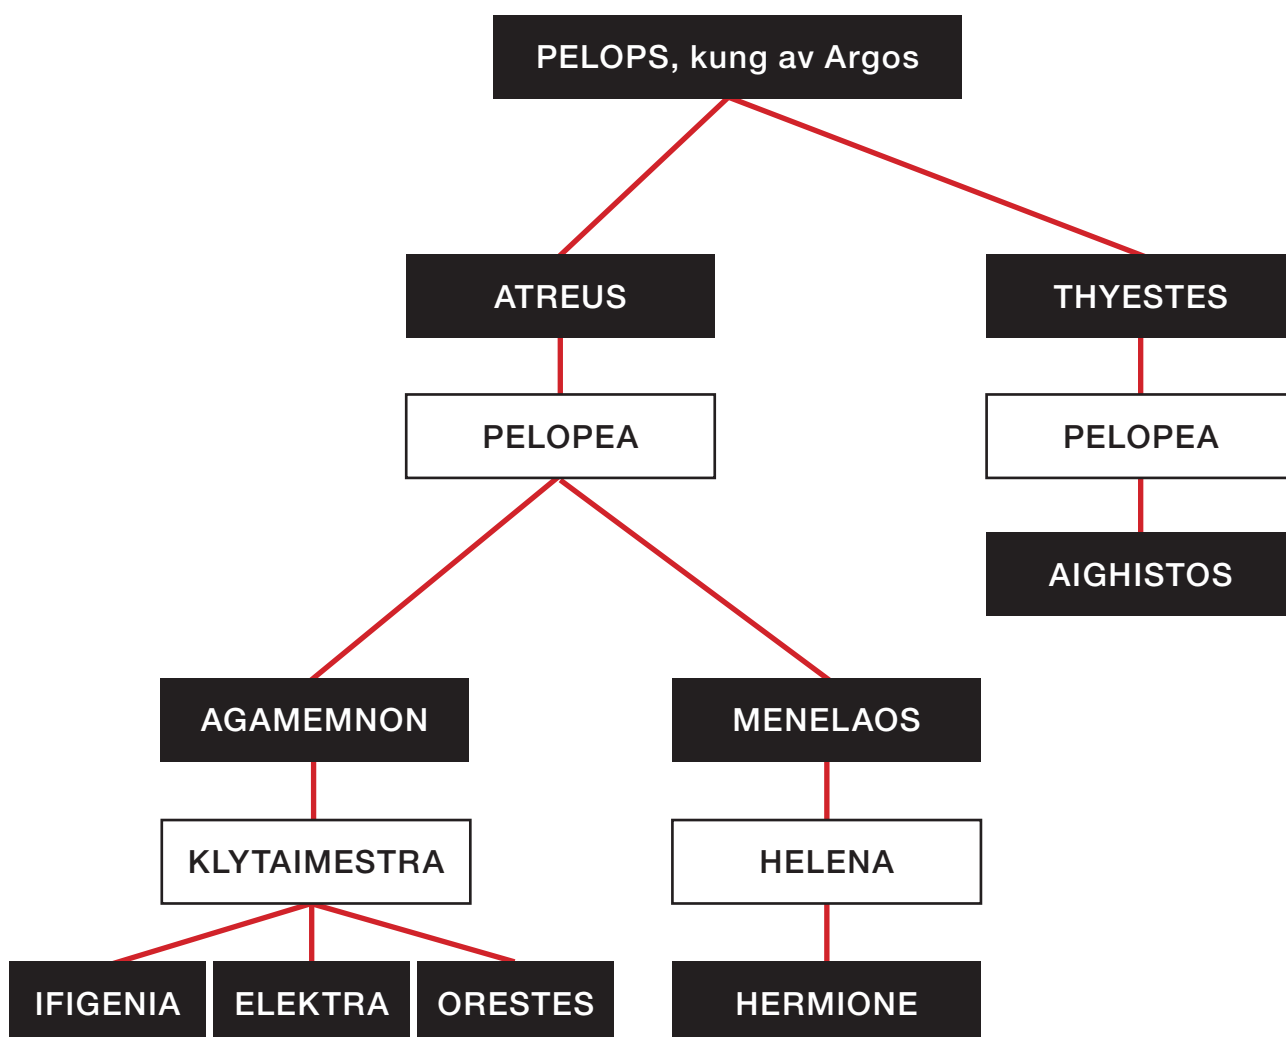 PELOPS, kung av Argos
ATREUS
THYESTES
PELOPEA
PELOPEA
AIGHISTOS
AGAMEMNON
MENELAOS
KLYTAIMESTRA
HELENA
IFIGENIA
ELEKTRA
ORESTES
HERMIONE